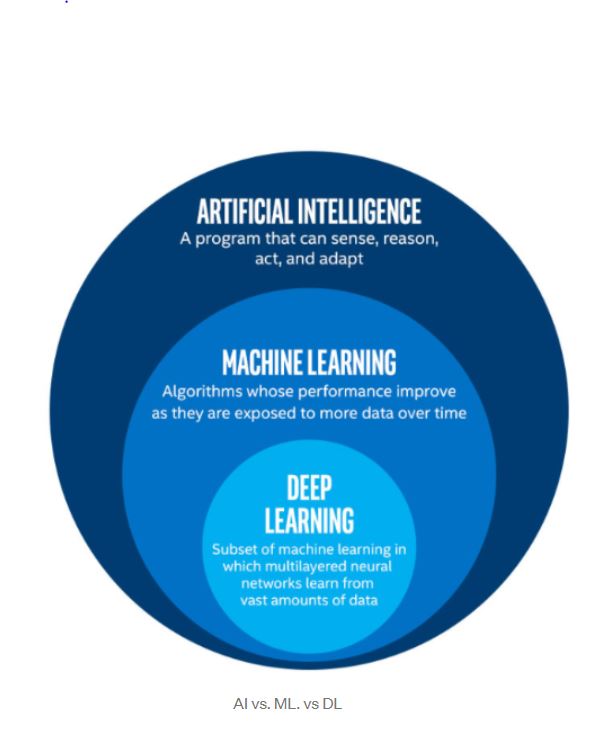 ARTIFICIAL INTELLIGENCE
A program that can sense, reason,
act, and adapt
MACHINE LEARNING
Algorithms whose performance improve
as they are exposed to more data over time
DEEP
LEARNING
Subset of machine learning in
which multilayered neural
networks learn from
vast amounts of data
AI vs. ML. vs DL